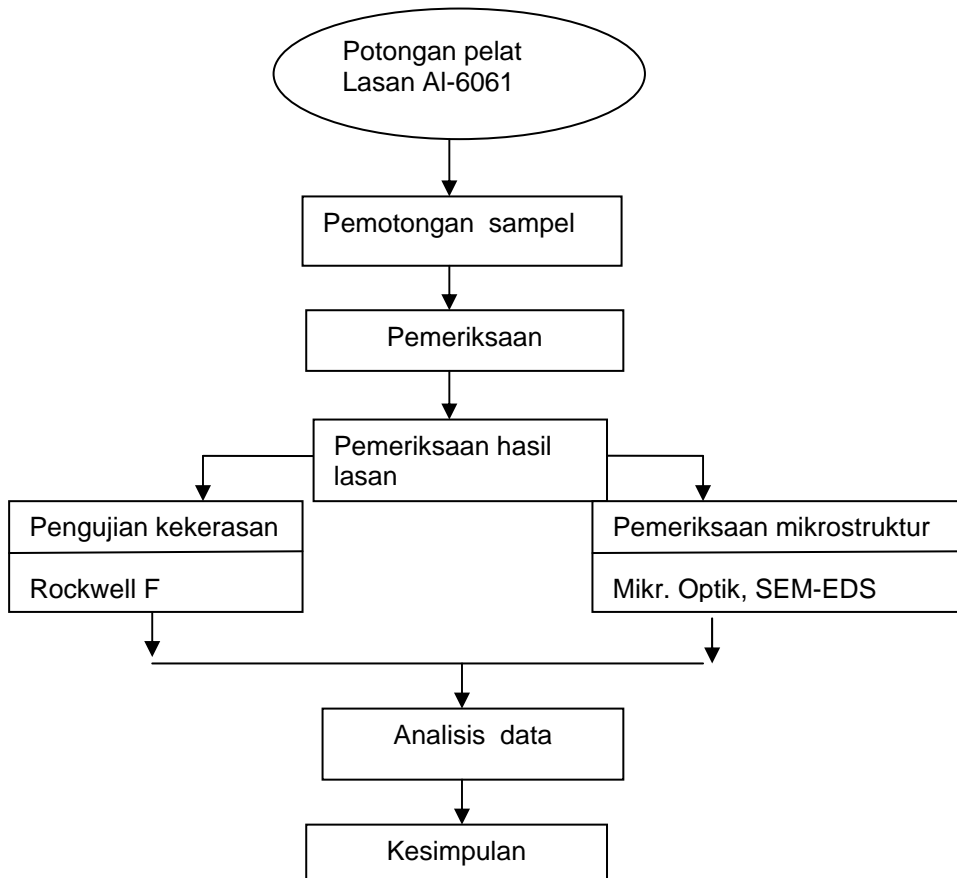 Potongan pelat
Lasan Al-6061
Pemotongan sampel
Pemeriksaan
Pemeriksaan hasil
lasan
Pengujian kekerasan
Rockwell F
Pemeriksaan mikrostruktur
Mikr. Optik, SEM-EDS
Analisis data
Kesimpulan